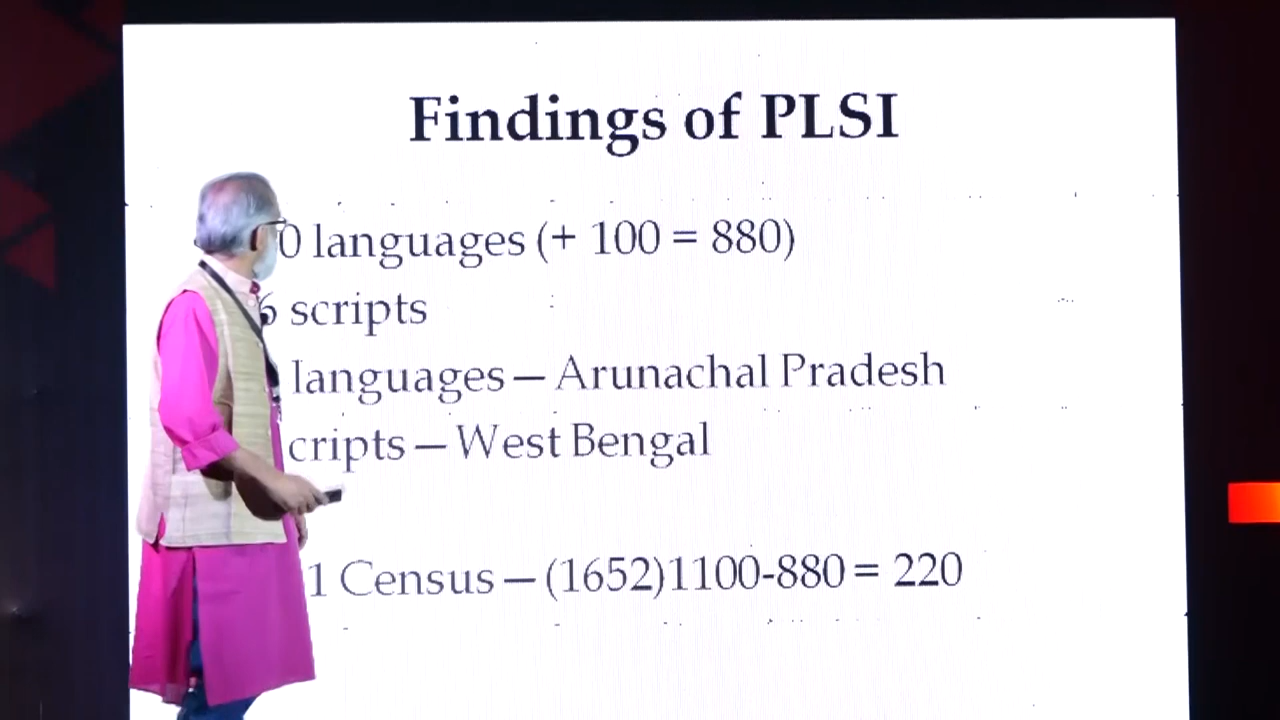 Findings of PLSI
0 languages (+ 100 = 880)
6 scripts
languages – Arunachal Pradesh
cripts – West Bengal
1 Census – (1652)1100-880 = 220